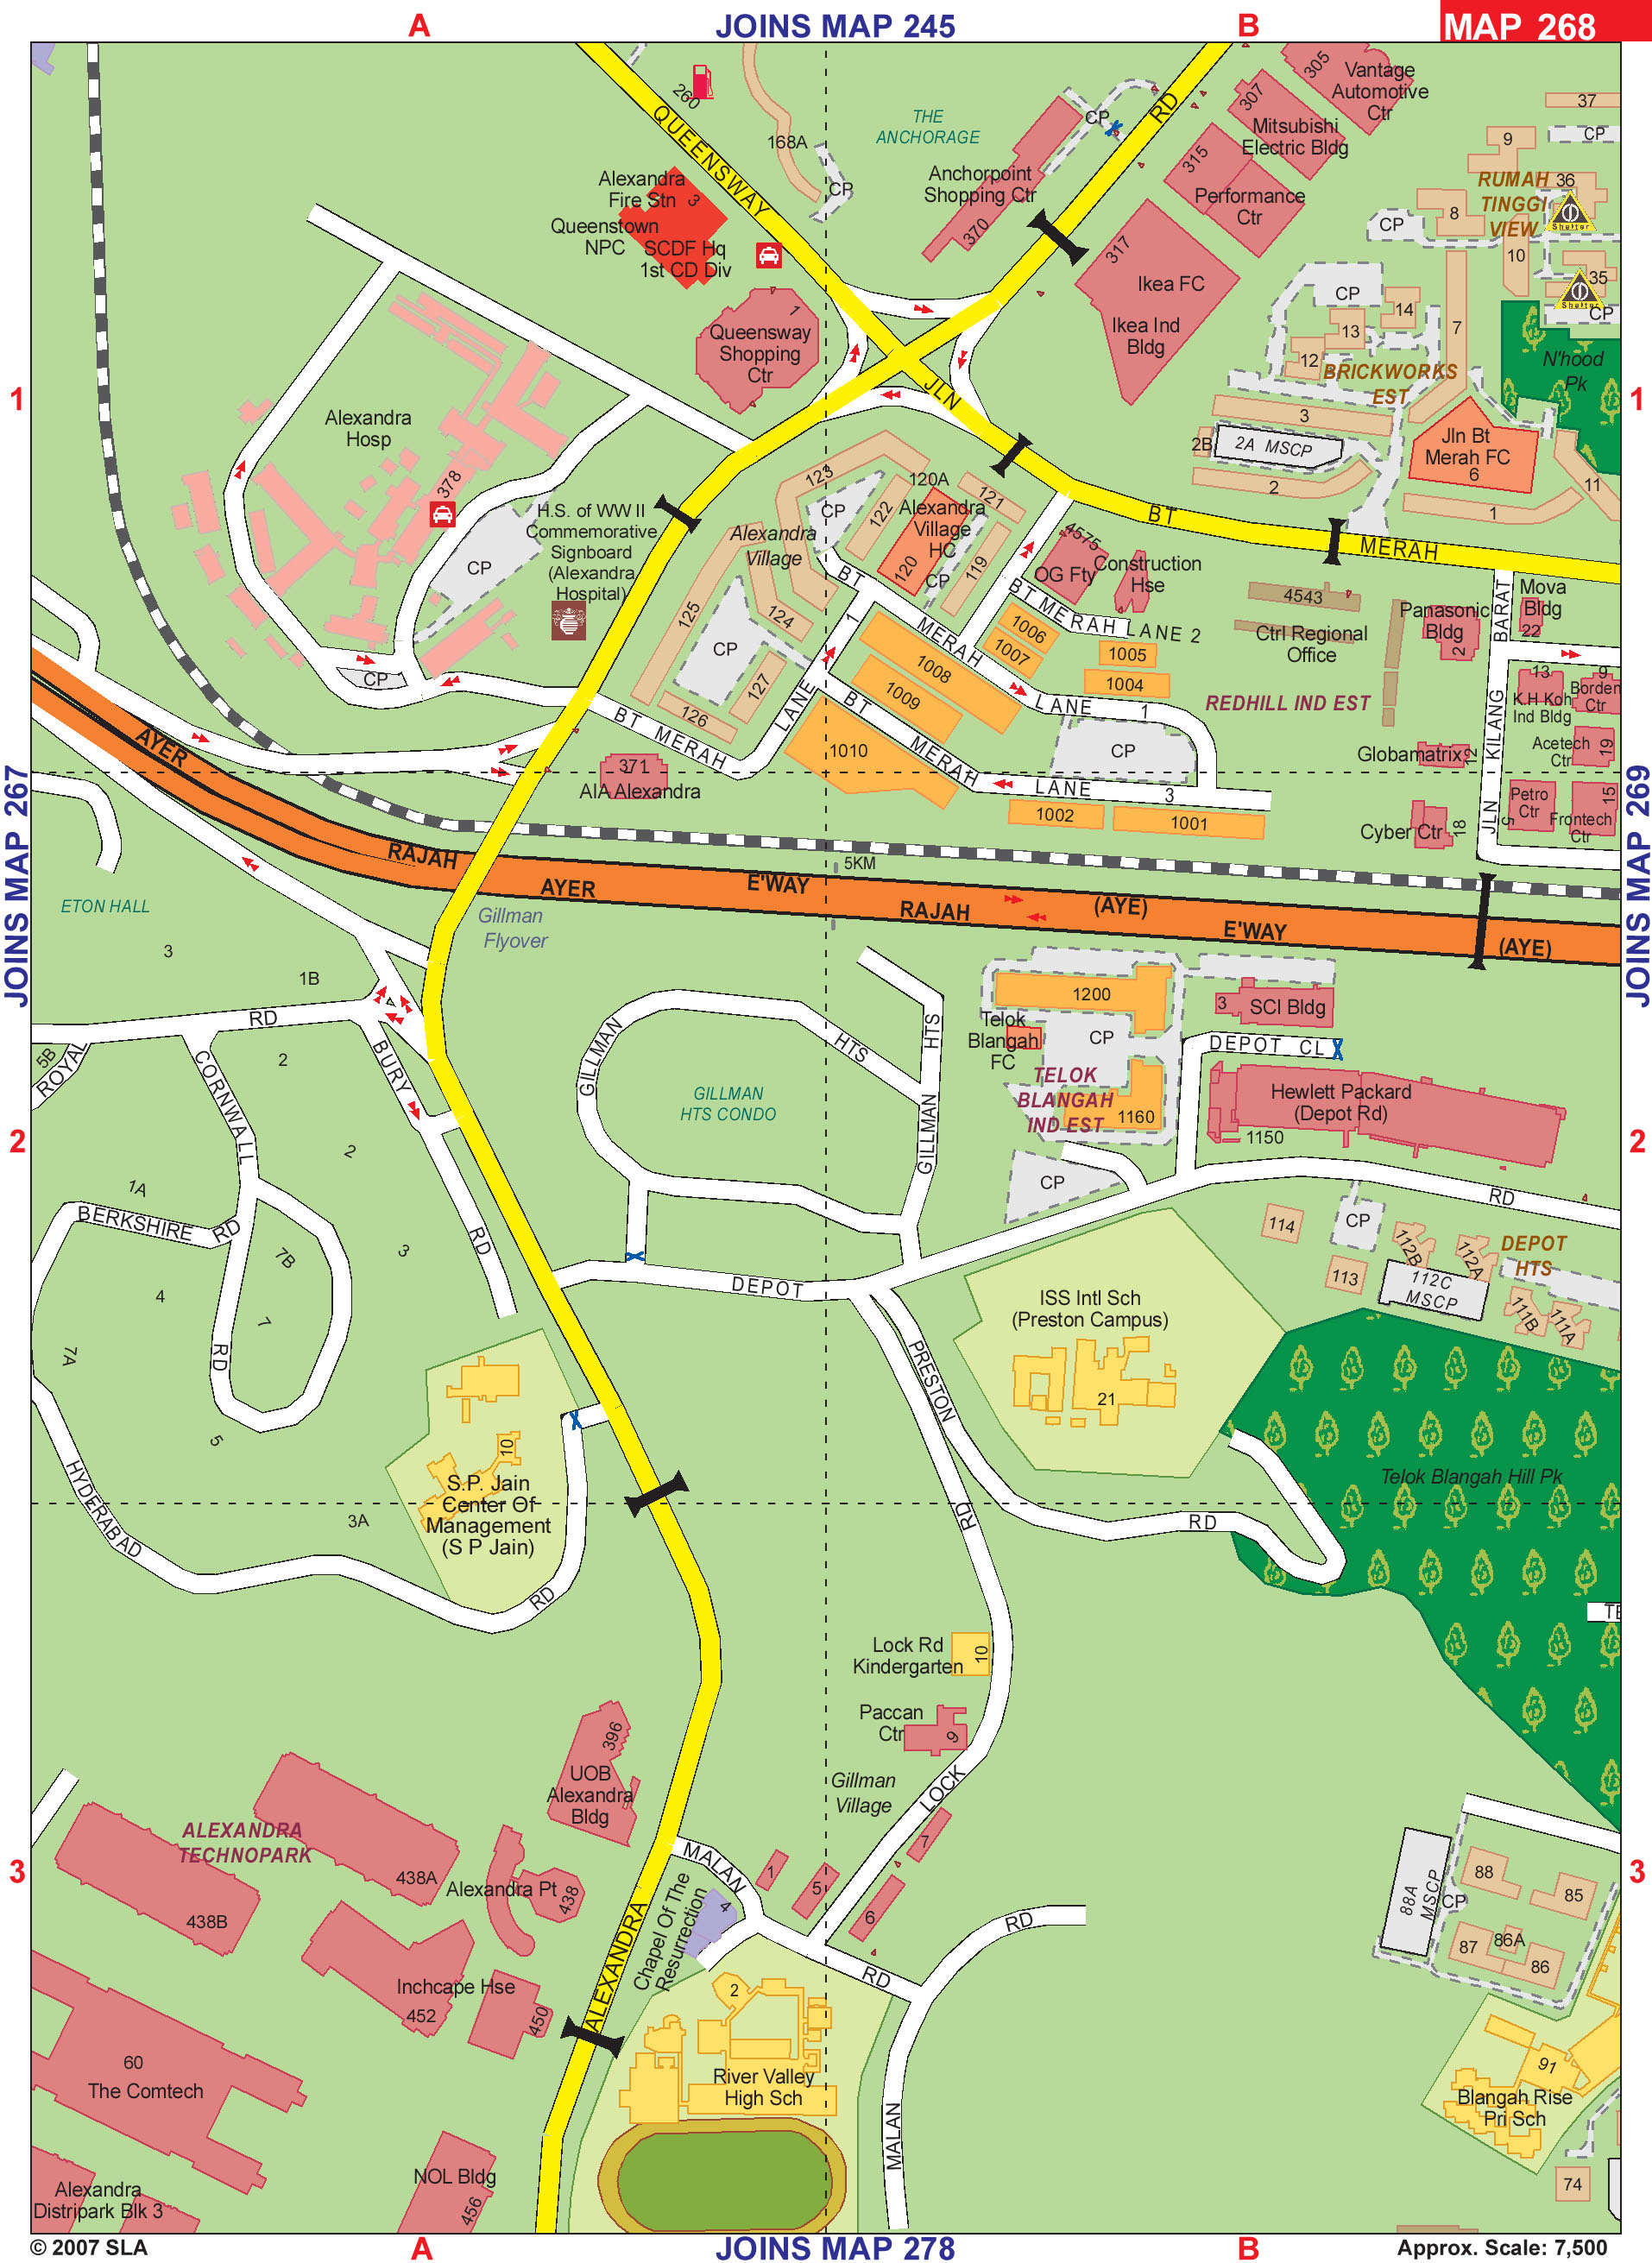 A
JOINS MAP 245
B
MAP 268
305
Vantage
Automotive
Ctr
307
Mitsubishi
Electric Bldg
315
Performance
Ctr
37
CP
9
36
RUMAH
TINGGI
VIEW
Shelter
8
CP
10
35
Shelter
CP
260
QUEENSWAY
168A
CP
THE
ANCHORAGE
CP
RD
Anchorpoint
Shopping Ctr
370
Alexandra
Fire Stn
3
Queenstown
NPC
SCDF Hq
1st CD Div
1
Queensway
Shopping
Ctr
317
Ikea FC
Ikea Ind
Bldg
CP
14
13
12
7
BRICKWORKS
EST
N'hood
Pk
1
1
3
2B
2A MSCP
2
Jln Bt
Merah FC
6
1
11
JLN
BT
MERAH
Alexandra
Hosp
378
CP
H.S. of WW II
Commemorative
Signboard
(Alexandra
Hospital)
CP
123
120A
121
122
CP
Alexandra
Village
HC
120
CP
119
Alexandra
Village
125
124
CP
127
126
4575
OG Fty
Construction
Hse
BT MERAH LANE 2
1006
1007
1005
1004
BT
MERAH
LANE
1
1
LANE
BT MERAH
1008
1009
1010
BT
MERAH
LANE
3
CP
1002
1001
371
AIA Alexandra
4543
Ctrl Regional
Office
REDHILL IND EST
Panasonic
Bldg
2
Mova
Bldg
22
BARAT
KILANG
JLN
13
K.H Koh
Ind Bldg
9
Borden
Ctr
Globamatrix
12
Acetech
Ctr
19
Petro
Ctr
5
15
Frontech
Ctr
Cyber Ctr
18
JOINS MAP 267
JOINS MAP 269
AYER
RAJAH
AYER
E'WAY
5KM
RAJAH
(AYE)
E'WAY
(AYE)
Gillman
Flyover
ETON HALL
3
1B
RD
5B
ROYAL
2
CORNWALL
BURY
RD
2
2
2
1A
BERKSHIRE
RD
7B
3
4
7
7A
RD
5
HYDERABAD
3A
RD
GILLMAN
HTS
GILLMAN
HTS CONDO
HTS
GILLMAN
1200
Telok
Blangah
FC
CP
TELOK
BLANGAH
IND EST
1160
CP
3
SCI Bldg
DEPOT CL
Hewlett Packard
(Depot Rd)
1150
RD
DEPOT
114
CP
113
112B
112A
112C
MSCP
DEPOT
HTS
111B
111A
ISS Intl Sch
(Preston Campus)
21
PRESTON
RD
RD
Telok Blangah Hill Pk
TE
10
S.P. Jain
Center Of
Management
(S P Jain)
Lock Rd
Kindergarten
10
Paccan
Ctr
9
Gillman
Village
LOCK
7
396
UOB
Alexandra
Bldg
ALEXANDRA
TECHNOPARK
438A
438B
Alexandra Pt
438
Inchcape Hse
452
450
MALAN
1
5
6
Chapel Of The
Resurrection
4
ALEXANDRA
RD
RD
MALAN
2
River Valley
High Sch
3
3
60
The Comtech
Alexandra
Distripark Blk 3
NOL Bldg
456
88A
MSCP
CP
88
85
87
86A
86
91
Blangah Rise
Pri Sch
74
© 2007 SLA
A
JOINS MAP 278
B
Approx. Scale: 7,500